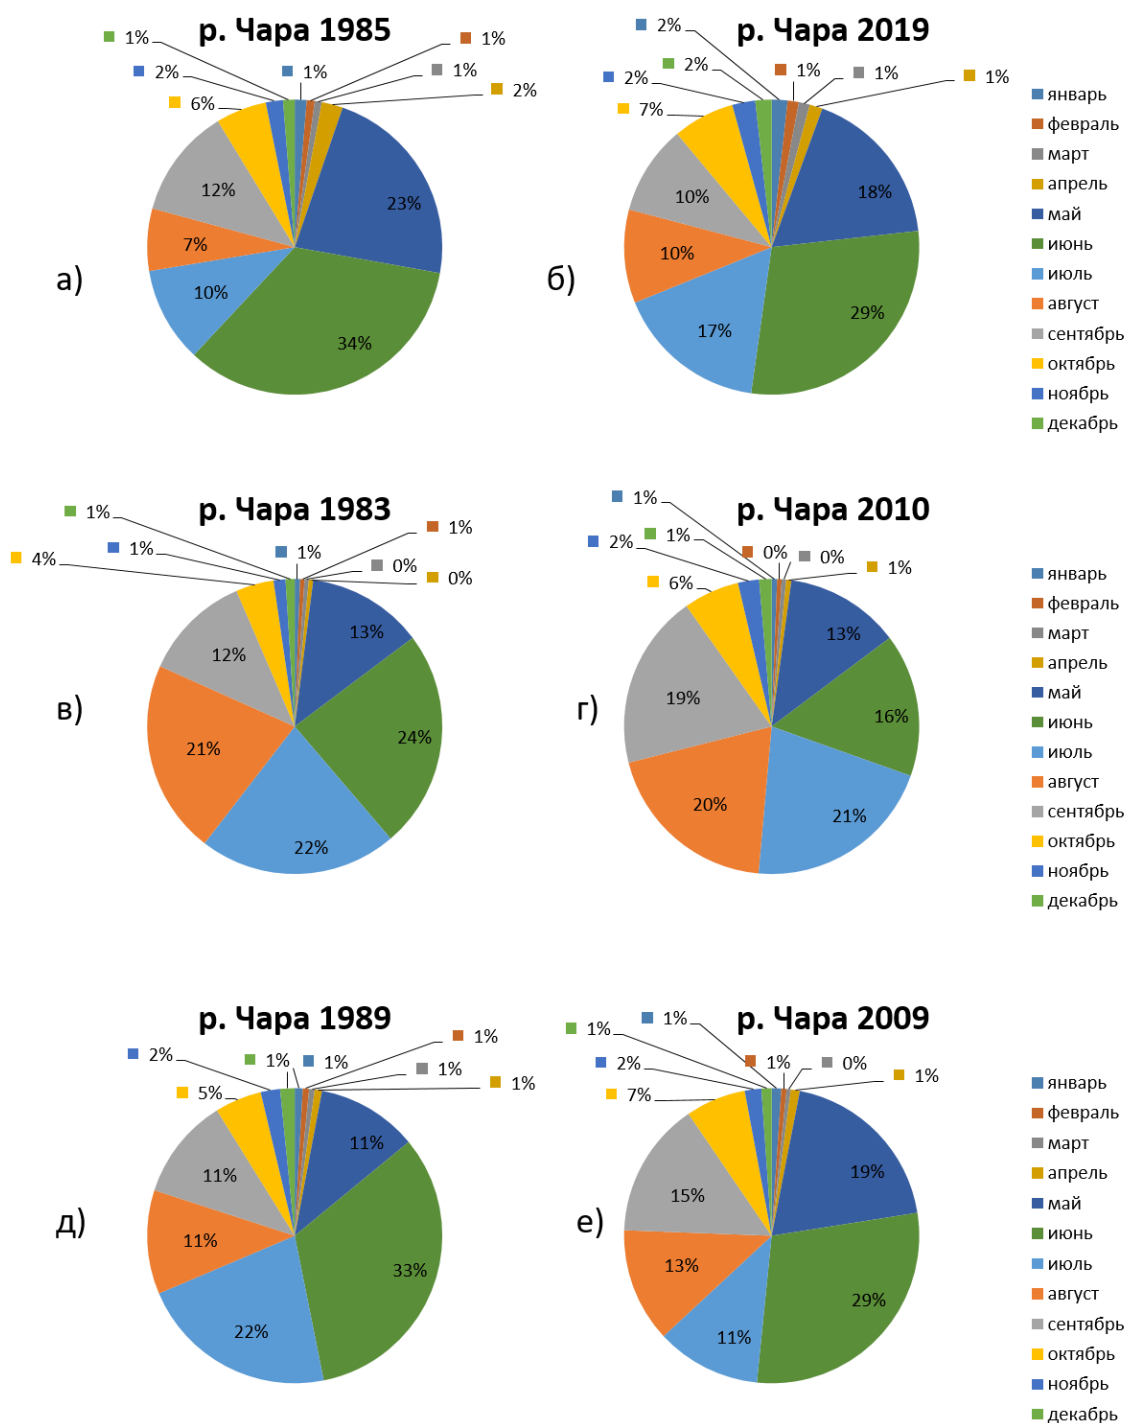 р. Чара 1985
1%
1%
2%
1%
1%
6%
2%
12%
23%
7%
10%
34%
а)
р. Чара 2019
2%
2%
1%
1%
1%
2%
7%
18%
10%
10%
29%
17%
б)
январь
февраль
март
апрель
май
июнь
июль
август
сентябрь
октябрь
ноябрь
декабрь
р. Чара 1983
1%
1%
4%
1%
1%
0%
0%
13%
12%
24%
21%
22%
в)
р. Чара 2010
1%
2%
1%
0%
0%
1%
6%
13%
19%
16%
20%
21%
г)
январь
февраль
март
апрель
май
июнь
июль
август
сентябрь
октябрь
ноябрь
декабрь
р. Чара 1989
1%
2%
1%
1%
1%
1%
5%
11%
11%
11%
33%
22%
д)
р. Чара 2009
1%
1%
2%
1%
0%
1%
7%
19%
15%
13%
29%
11%
е)
январь
февраль
март
апрель
май
июнь
июль
август
сентябрь
октябрь
ноябрь
декабрь